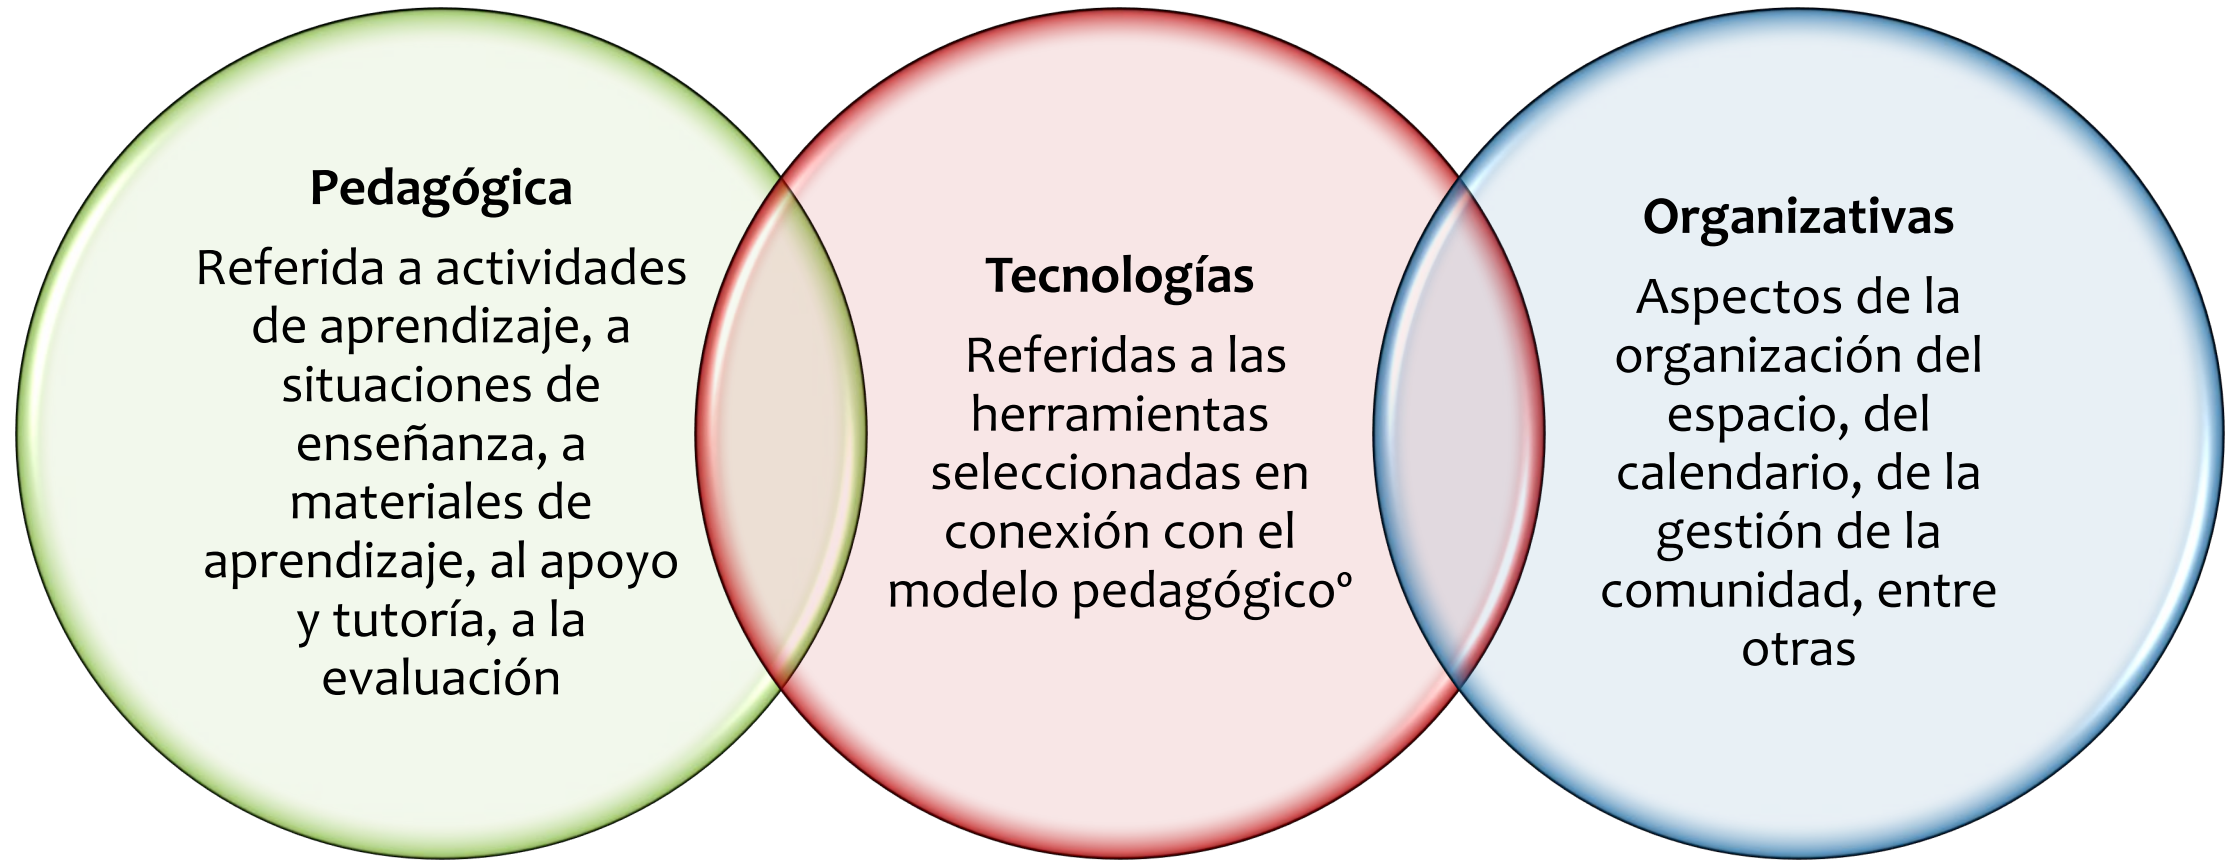 Pedagógica
Referida a actividades
de aprendizaje, a
situaciones de
enseñanza, a
materiales de
aprendizaje, al apoyo
y tutoría, a la
evaluación
Tecnologías
Referidas a las
herramientas
seleccionadas en
conexión con el
modelo pedagógicoº
Organizativas
Aspectos de la
organización del
espacio, del
calendario, de la
gestión de la
comunidad, entre
otras